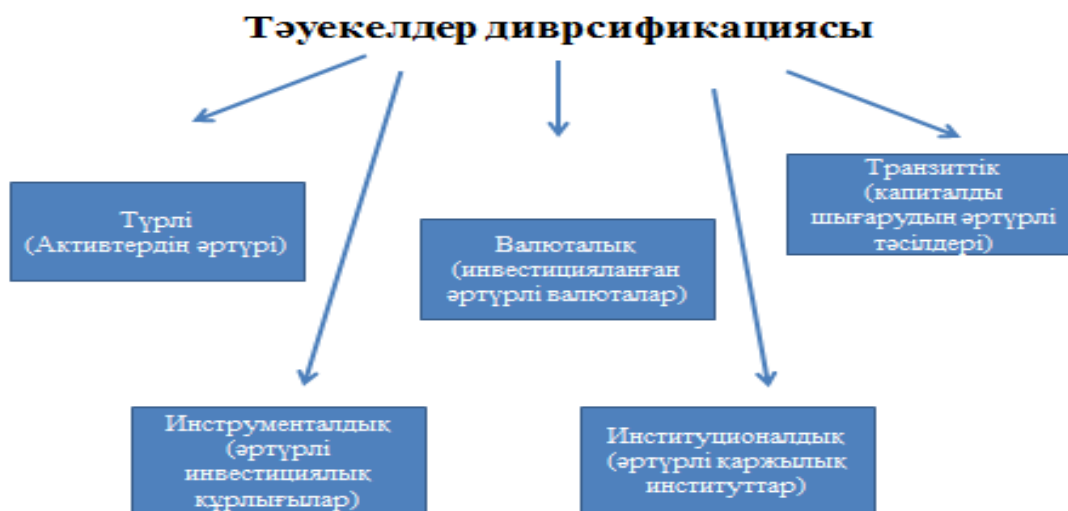 Тәуекелдер диврсификациясы
Түрлі
(Активтердің әртүрі)
Валюталық
(инвестицияланған
әртүрлі валюталар)
Транзиттік
(капиталды
шығарудың әртүрлі
тәсілдері)
Инструменталдық
(әртүрлі
инвестициялық
құрлығылар)
Институционалдық
(әртүрлі қаржылық
институттар)